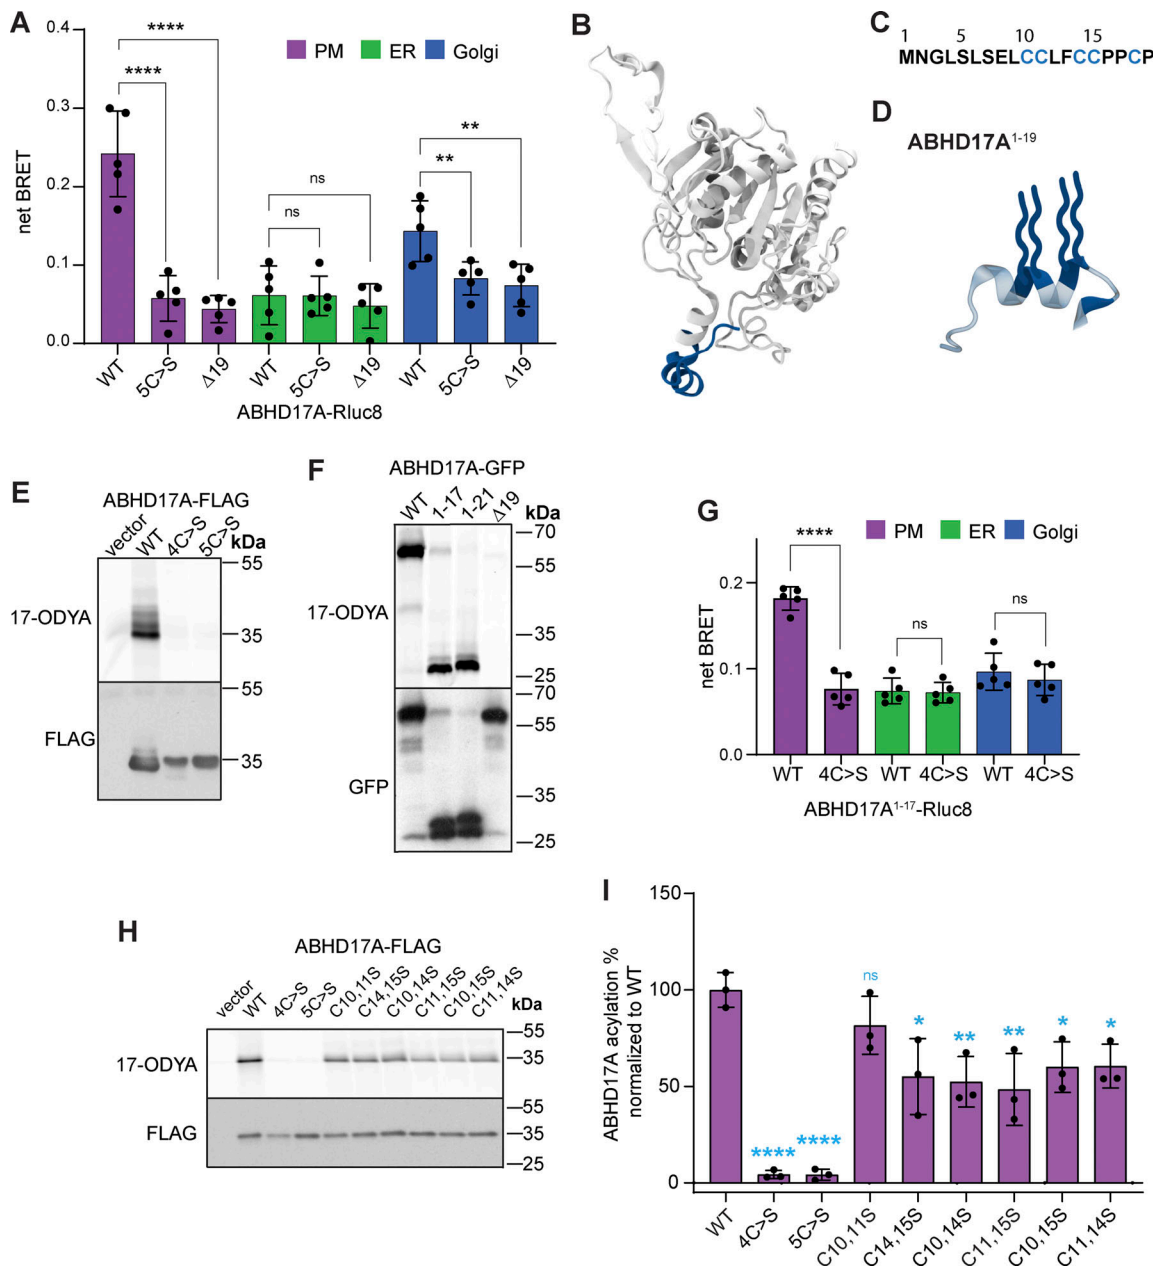 A
0.4
0.3
0.2
0.1
0.0
net BRET
PM ER Golgi
****
****
ns
ns
**
**
WT 5C>S Δ19 WT 5C>S Δ19 WT 5C>S Δ19
ABHD17A-Rluc8
B
C
1 5 10 15
MNGLSLSELCCLFCCPPCP
D
ABHD17A1-19
E
ABHD17A-FLAG
vector WT 4C>S 5C>S kDa
55
17-ODYA
35
55
FLAG
35
F
ABHD17A-GFP
WT 1-17 1-21 Δ19 kDa
70
55
17-ODYA
35
25
70
55
GFP
35
25
G
PM ER Golgi
****
ns
ns
0.2
0.1
0.0
net BRET
WT 4C>S WT 4C>S WT 4C>S
ABHD17A1-17-Rluc8
H
ABHD17A-FLAG
vector WT 4C>S 5C>S C10,11S C14,15S C10,14S C11,15S C10,15S C11,14S kDa
55
17-ODYA
35
55
FLAG
35
25
I
150
100
50
0
ABHD17A acylation %
normalized to WT
**** **** ns * ** ** * *
WT 4C>S 5C>S C10,11S C14,15S C10,14S C11,15S C10,15S C11,14S